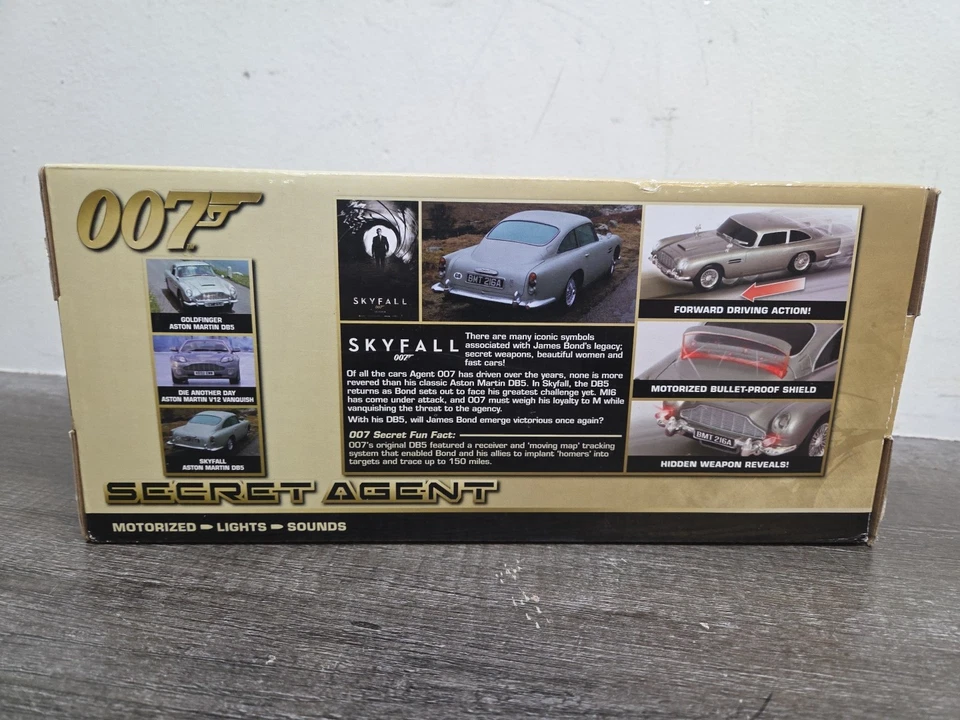 007
TM
GOLDFINGER
ASTON MARTIN DB5
DIE ANOTHER DAY
ASTON MARTIN V12 VANQUISH
SKYFALL
ASTON MARTIN DB5
SKYFALL
007
BMT 216A
SKYFALL
007
There are many iconic symbols
associated with James Bond's legacy;
secret weapons, beautiful women and
fast cars!
Of all the cars Agent 007 has driven over the years, none is more
revered than his classic Aston Martin DB5. In Skyfall, the DB5
returns as Bond sets out to face his greatest challenge yet. MI6
has come under attack, and 007 must weigh his loyalty to M while
vanquishing the threat to the agency.
With his DB5, will James Bond emerge victorious once again?
007 Secret Fun Fact:
007's original DB5 featured a receiver and 'moving map' tracking
system that enabled Bond and his allies to implant 'homers' into
targets and trace up to 150 miles.
FORWARD DRIVING ACTION!
MOTORIZED BULLET-PROOF SHIELD
BMT 216A
HIDDEN WEAPON REVEALS!
SECRET AGENT
MOTORIZED LIGHTS SOUNDS